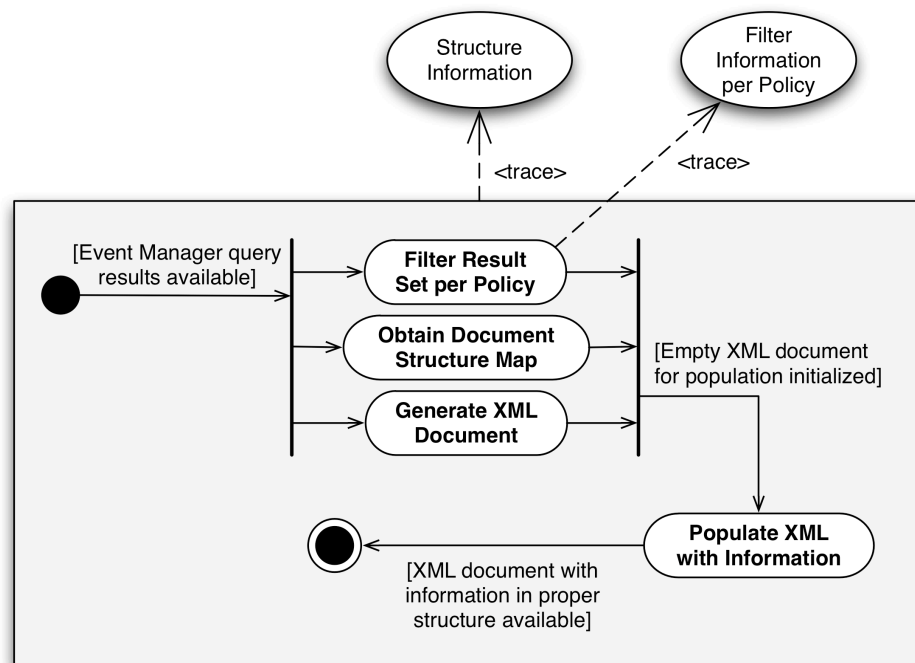 Structure
Information
Filter
Information
per Policy
<trace>
<trace>
[Event Manager query
results available]
Filter Result
Set per Policy
Obtain Document
Structure Map
[Empty XML document
for population initialized]
Generate XML
Document
Populate XML
with Information
[XML document with
information in proper
structure available]